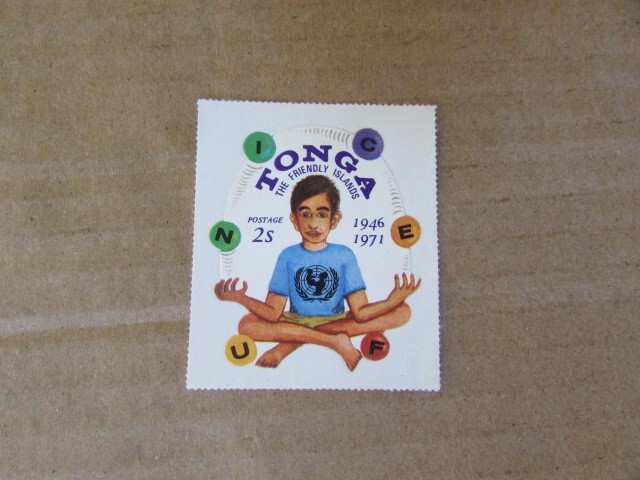 U N I C E F
TONGA
THE FRIENDLY ISLANDS
POSTAGE
2s
1946
1971